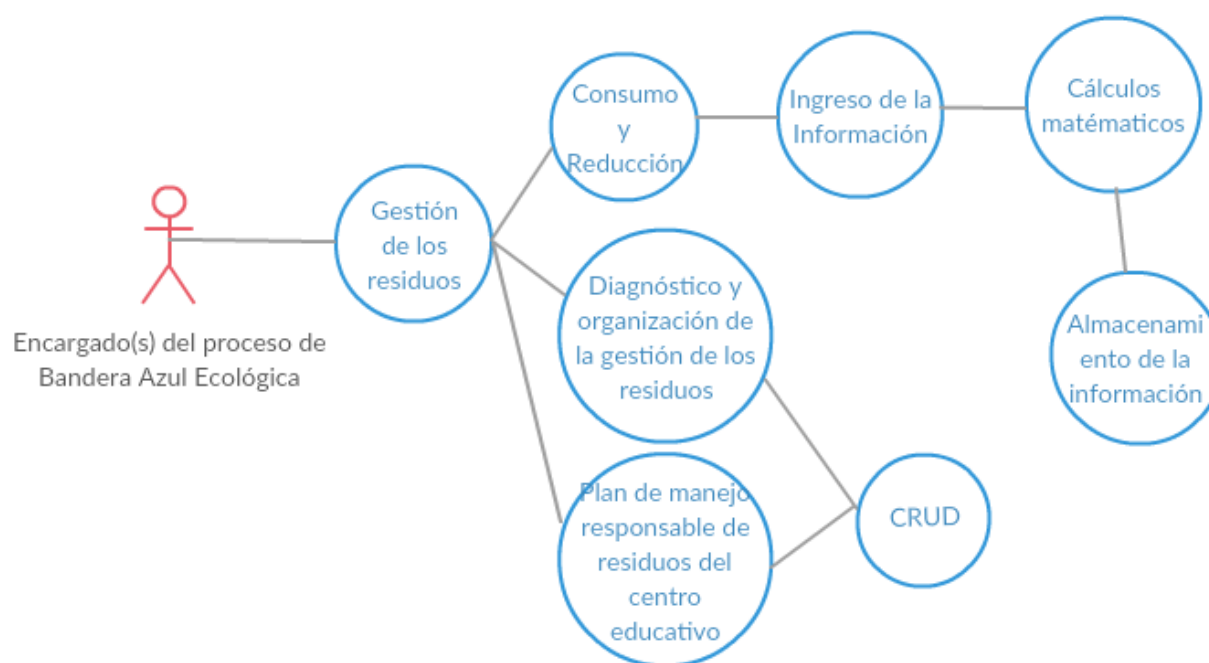 Encargado(s) del proceso de
Bandera Azul Ecológica
Gestión
de los
residuos
Consumo
y
Reducción
Ingreso de la
Información
Cálculos
matématicos
Almacenami
ento de la
información
Diagnóstico y
organización de
la gestión de los
residuos
Plan de manejo
responsable de
residuos del
centro
educativo
CRUD